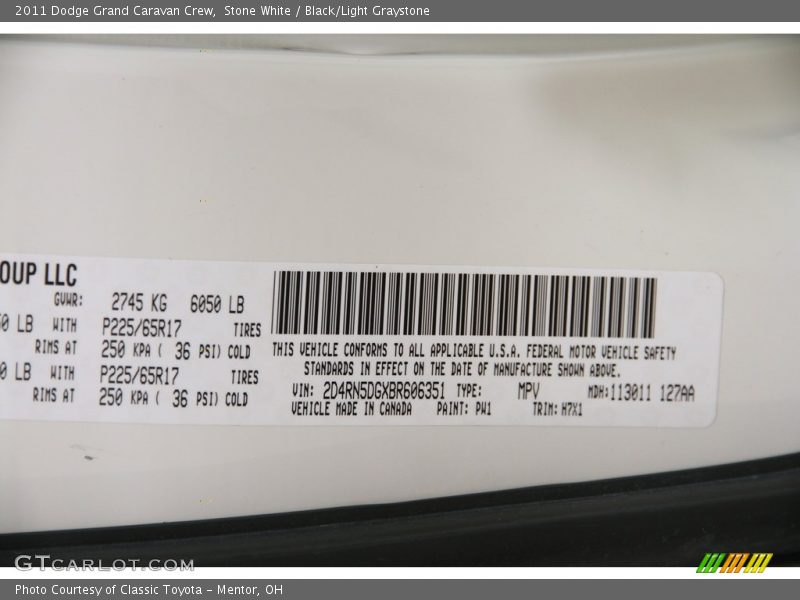 2011 Dodge Grand Caravan Crew, Stone White / Black/Light Graystone
OUP LLC
GVWR: 2745 KG 6050 LB
0 LB WITH P225/65R17 TIRES
RIMS AT 250 KPA ( 36 PSI) COLD
0 LB WITH P225/65R17 TIRES
RIMS AT 250 KPA ( 36 PSI) COLD
THIS VEHICLE CONFORMS TO ALL APPLICABLE U.S.A. FEDERAL MOTOR VEHICLE SAFETY
STANDARDS IN EFFECT ON THE DATE OF MANUFACTURE SHOWN ABOVE.
VIN: 2D4RN5DGXBR606351 TYPE: MPV MDH:113011 127AA
VEHICLE MADE IN CANADA PAINT: PW1 TRIM: H7X1
GTCARLOT.COM
Photo Courtesy of Classic Toyota - Mentor, OH